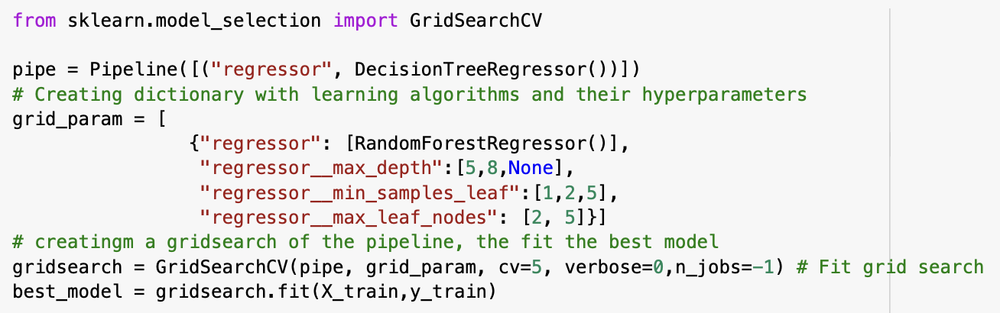 from sklearn.model_selection import GridSearchCV
pipe = Pipeline([("regressor", DecisionTreeRegressor())])
# Creating dictionary with learning algorithms and their hyperparameters
grid_param = [
{"regressor": [RandomForestRegressor()],
"regressor__max_depth":[5,8,None],
"regressor__min_samples_leaf":[1,2,5],
"regressor__max_leaf_nodes": [2, 5]}]
# creatingm a gridsearch of the pipeline, the fit the best model
gridsearch = GridSearchCV(pipe, grid_param, cv=5, verbose=0,n_jobs=-1) # Fit grid search
best_model = gridsearch.fit(X_train,y_train)